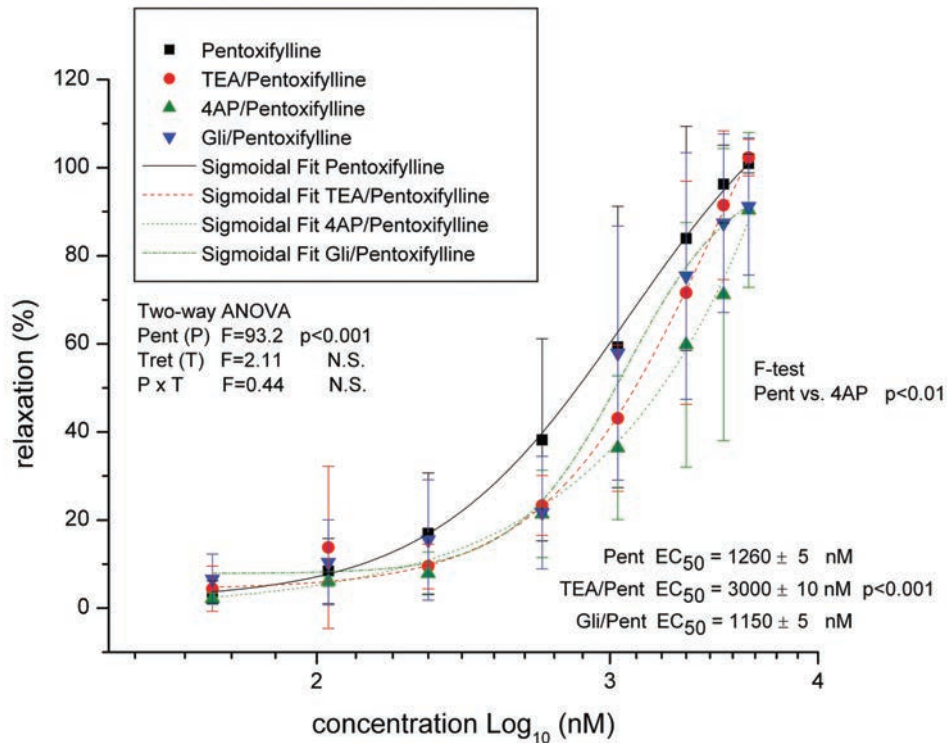 Pentoxifylline
TEA/Pentoxifylline
4AP/Pentoxifylline
Gli/Pentoxifylline
Sigmoidal Fit Pentoxifylline
Sigmoidal Fit TEA/Pentoxifylline
Sigmoidal Fit 4AP/Pentoxifylline
Sigmoidal Fit Gli/Pentoxifylline
120
100
80
60
40
20
0
relaxation (%)
Two-way ANOVA
Pent (P) F=93.2 p<0.001
Tret (T) F=2.11 N.S.
P x T F=0.44 N.S.
F-test
Pent vs. 4AP p<0.01
Pent EC50 = 1260 ± 5 nM
TEA/Pent EC50 = 3000 ± 10 nM p<0.001
Gli/Pent EC50 = 1150 ± 5 nM
2 3 4
concentration Log10 (nM)